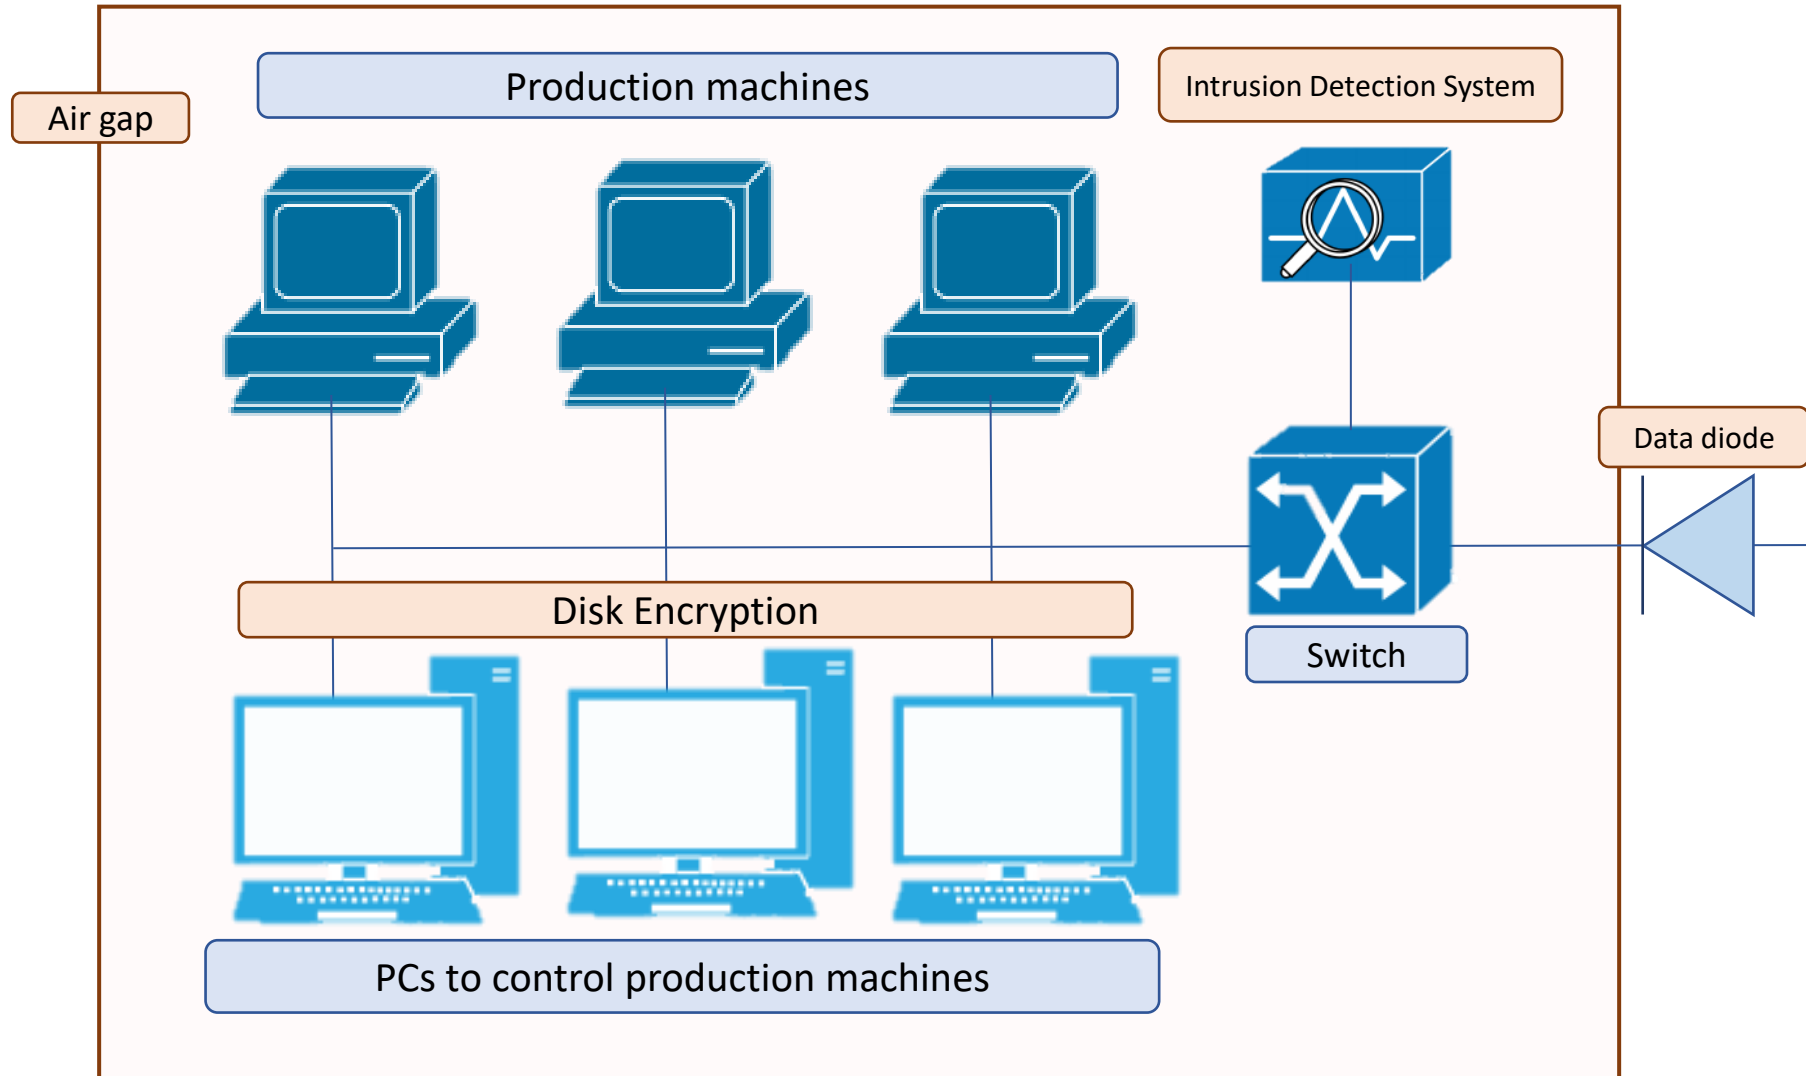 Production machines
Intrusion Detection System
Air gap
Data diode
Disk Encryption
Switch
PCs to control production machines